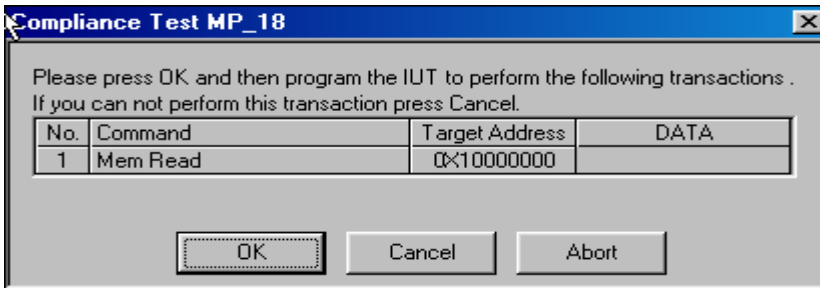 Compliance Test MP_18
Please press OK and then program the IUT to perform the following transactions .
If you can not perform this transaction press Cancel.
No. Command Target Address DATA
1 Mem Read 0X10000000
OK Cancel Abort